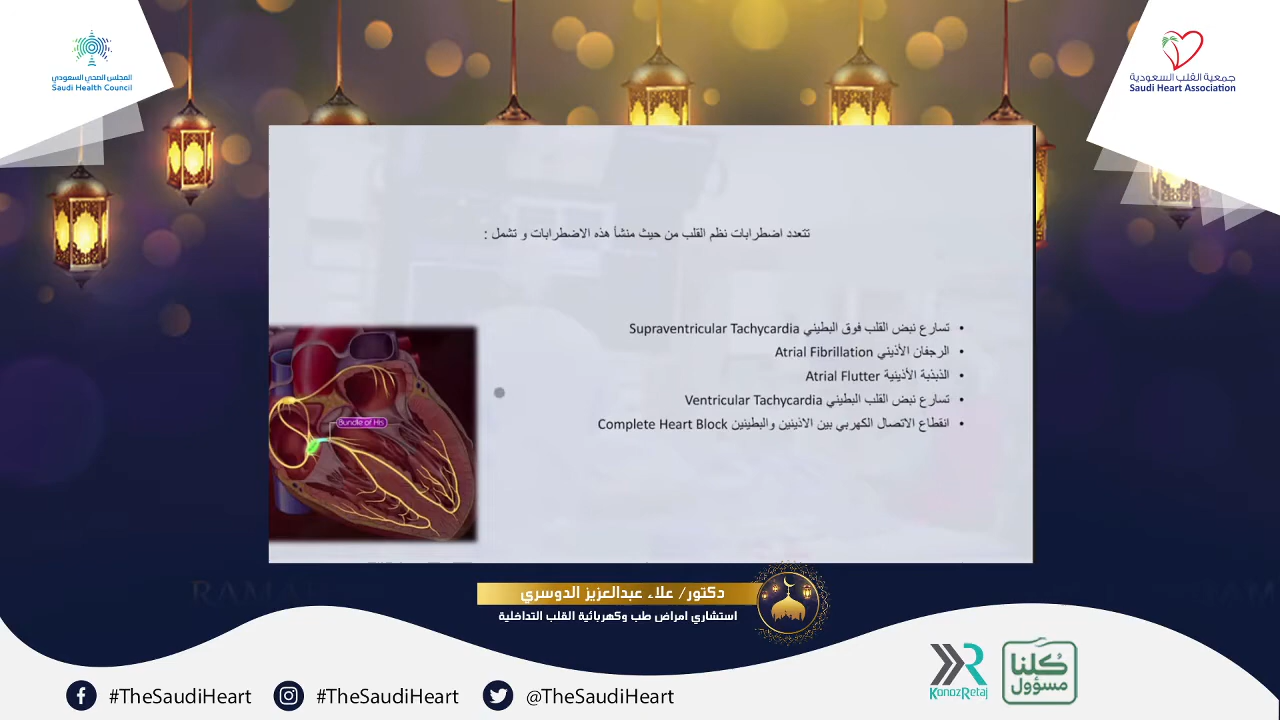 المجلس الصحي السعودي
Saudi Health Council
جمعية القلب السعودية
Saudi Heart Association
تتعدد اضطرابات نظم القلب من حيث منشأ هذه الاضطرابات و تشمل :
• تسارع نبض القلب فوق البطيني Supraventricular Tachycardia
• الرجفان الأذيني Atrial Fibrillation
• الذبذبة الأذينية Atrial Flutter
• تسارع نبض القلب البطيني Ventricular Tachycardia
• انقطاع الاتصال الكهربي بين الاذينين والبطينين Complete Heart Block
Bundle of His
دكتور/ علاء عبدالعزيز الدوسري
استشاري امراض طب وكهربائية القلب التداخلية
KonozRetaj
كلنا
مسؤول
#TheSaudiHeart
#TheSaudiHeart
@TheSaudiHeart